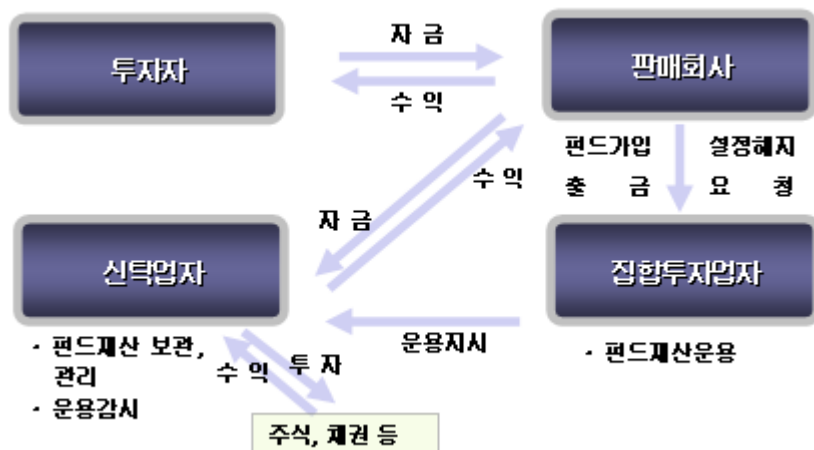 자 금
투자자
판매회사
수 익
펀드가입 설정해지
출 금 요 청
수 익
자 금
신탁업자
집합투자업자
운용지시
· 펀드재산 보관,
관리
· 운용감시
수 익
투 자
· 펀드재산운용
주식, 채권 등